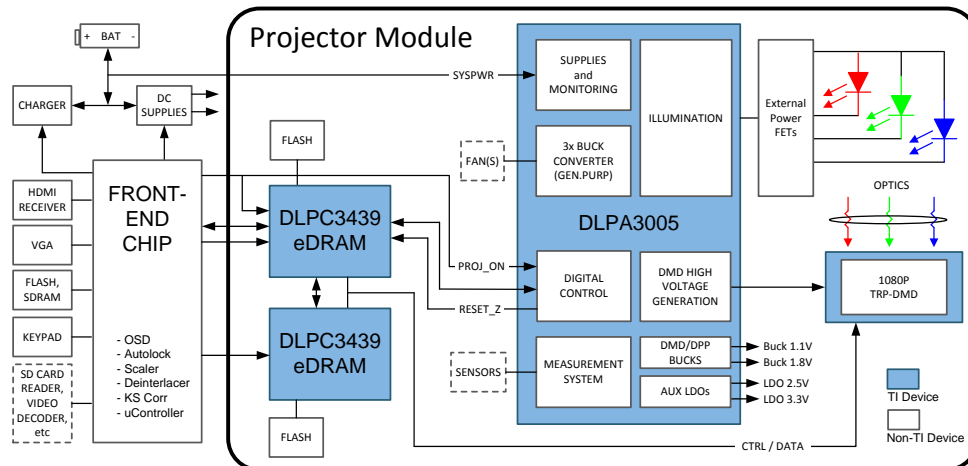 Projector Module
+ BAT -
SYSPWR
CHARGER
DC
SUPPLIES
FLASH
HDMI
RECEIVER
VGA
FLASH,
SDRAM
KEYPAD
SD CARD
READER,
VIDEO
DECODER,
etc
FRONT-
END
CHIP
- OSD
- Autolock
- Scaler
- Deinterlacer
- KS Corr
- uController
DLPC3439
eDRAM
DLPC3439
eDRAM
FLASH
FAN(S)
PROJ_ON
RESET_Z
SENSORS
SUPPLIES
and
MONITORING
3x BUCK
CONVERTER
(GEN.PURP)
ILLUMINATION
DLPA3005
DIGITAL
CONTROL
DMD HIGH
VOLTAGE
GENERATION
MEASUREMENT
SYSTEM
DMD/DPP
BUCKS
AUX LDOs
Buck 1.1V
Buck 1.8V
LDO 2.5V
LDO 3.3V
CTRL / DATA
External
Power
FETs
OPTICS
1080P
TRP-DMD
TI Device
Non-TI Device